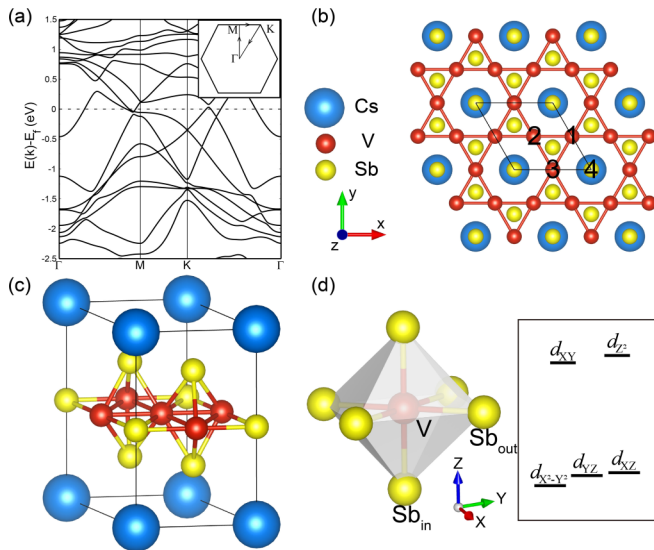 (a)
1.5
1
0.5
0
-0.5
-1
-1.5
-2
-2.5
E(k)-E_f (eV)
Γ
M
K
Γ
M
K
Γ
(b)
Cs
V
Sb
y
z
x
2
1
3
4
(c)
(d)
V
Sb_out
Sb_in
Z
Y
X
d_XY
d_Z²
d_X²-Y²
d_YZ
d_XZ